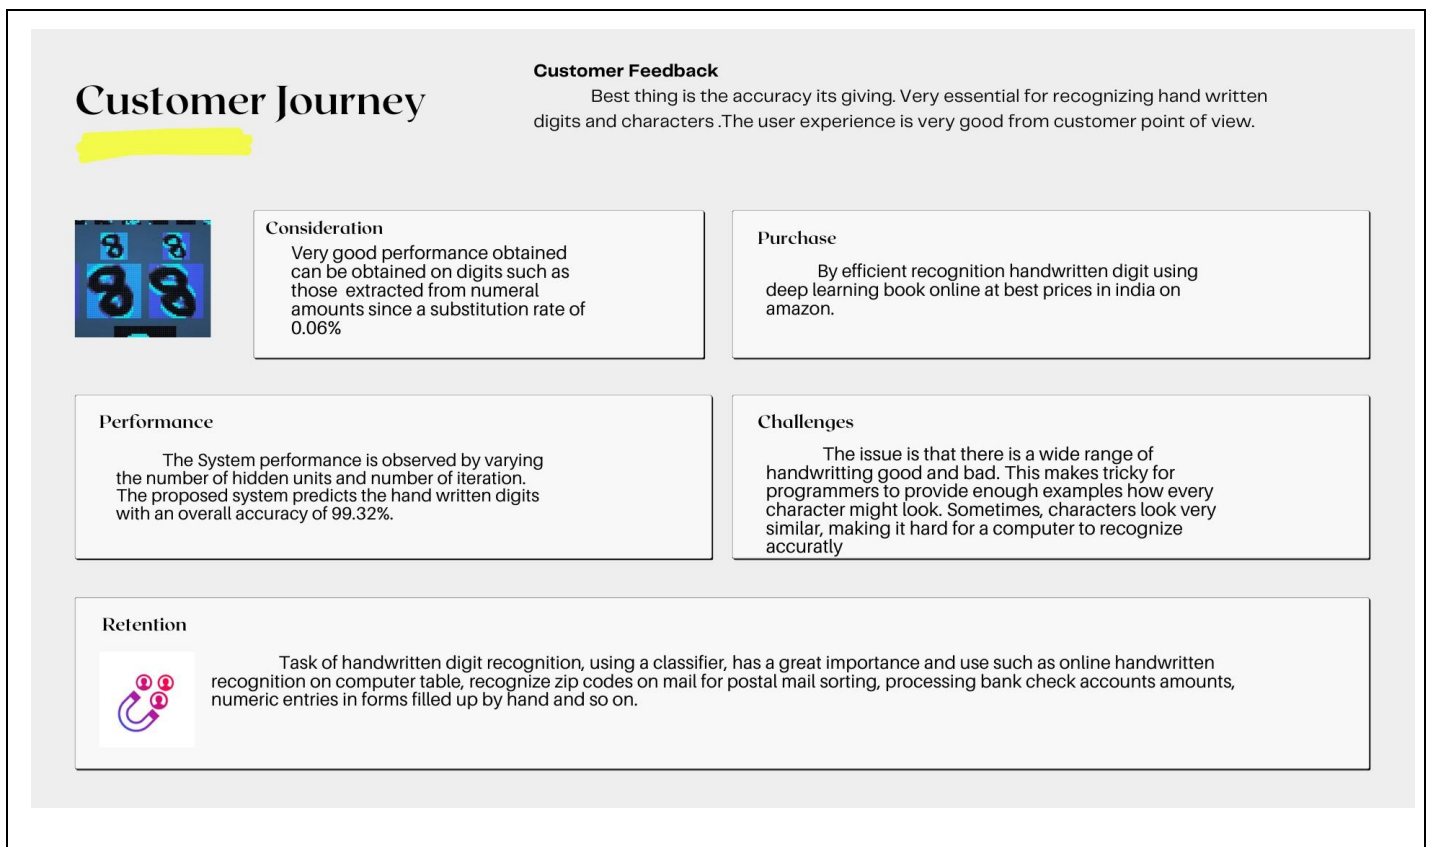 Customer Journey
Customer Feedback
Best thing is the accuracy its giving. Very essential for recognizing hand written
digits and characters .The user experience is very good from customer point of view.
Consideration
Very good performance obtained
can be obtained on digits such as
those extracted from numeral
amounts since a substitution rate of
0.06%
Purchase
By efficient recognition handwritten digit using
deep learning book online at best prices in india on
amazon.
Performance
The System performance is observed by varying
the number of hidden units and number of iteration.
The proposed system predicts the hand written digits
with an overall accuracy of 99.32%.
Challenges
The issue is that there is a wide range of
handwritting good and bad. This makes tricky for
programmers to provide enough examples how every
character might look. Sometimes, characters look very
similar, making it hard for a computer to recognize
accuratly
Retention
Task of handwritten digit recognition, using a classifier, has a great importance and use such as online handwritten
recognition on computer table, recognize zip codes on mail for postal mail sorting, processing bank check accounts amounts,
numeric entries in forms filled up by hand and so on.
8 8
8 8